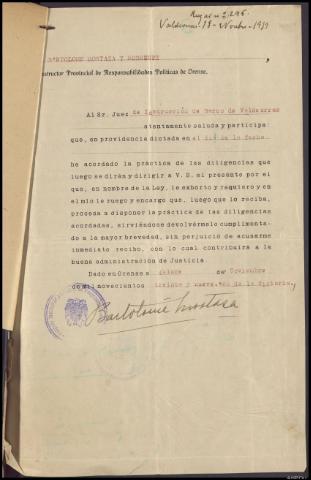 Valdeorras 18 - Novbre 1939
BARTOLOME MOSTAZA Y RODRIGUEZ
Instructor Provincial de Responsabilidades Políticas de Orense.
Al Sr. Juez de Instrucción de Barco de Valdeorras
atentamente saluda y participa:
que, en providencia dictada en el día de la fecha
he acordado la práctica de las diligencias que
luego se dirán y dirigir a V. S. el presente por el
que, en nombre de la Ley, le exhorto y requiero y en
el mío le ruego y encargo que, luego que lo reciba,
proceda a disponer la práctica de las diligencias
acordadas, sirviéndose devolvérmelo cumplimenta-
do a la mayor brevedad, sin perjuicio de acusarme
inmediato recibo, con lo cual contribuirá a la
buena administración de Justicia.
Dado en Orense a catorce de Noviembre
de mil novecientos treinta y nueve. Año de la Victoria.
Bartolomé Mostaza